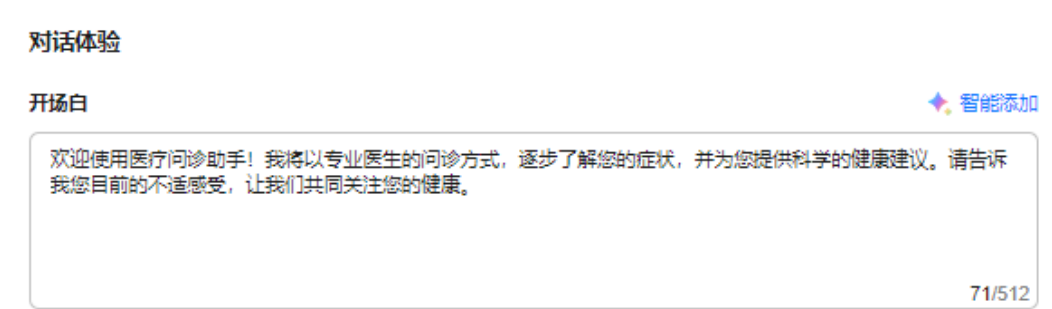 对话体验
开场白
智能添加
欢迎使用医疗问诊助手！我将以专业医生的问诊方式，逐步了解您的症状，并为您提供科学的健康建议。请告诉
我您目前的不适感受，让我们共同关注您的健康。
71/512